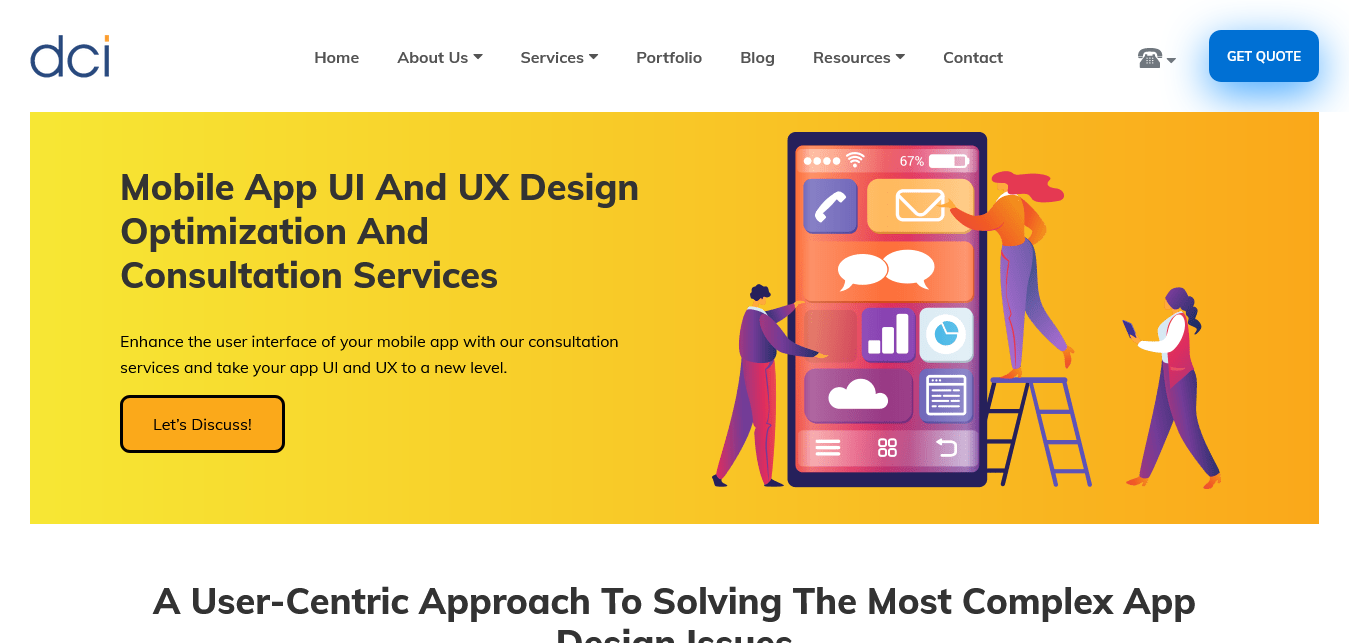 dci
Home About Us Services Portfolio Blog Resources Contact
GET QUOTE
67%
Mobile App UI And UX Design
Optimization And
Consultation Services
Enhance the user interface of your mobile app with our consultation
services and take your app UI and UX to a new level.
Let's Discuss!
A User-Centric Approach To Solving The Most Complex App
Design Issues